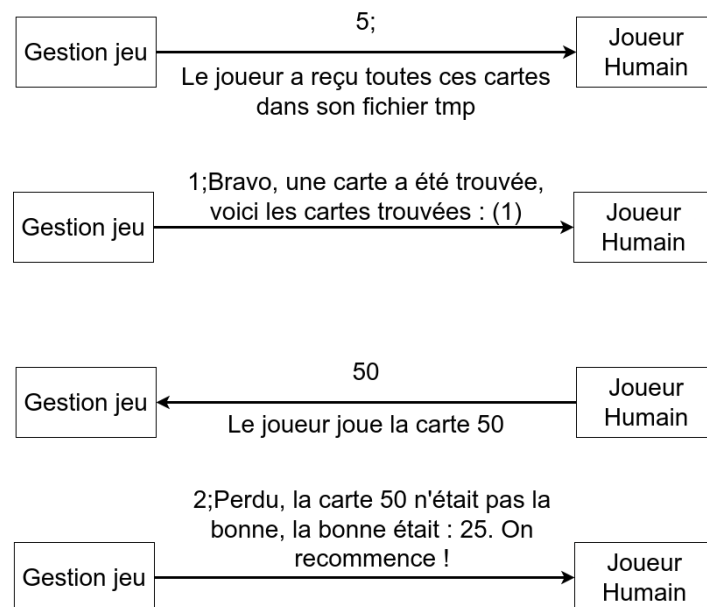 5;
Gestion jeu
Joueur
Humain
Le joueur a reçu toutes ces cartes
dans son fichier tmp
1;Bravo, une carte a été trouvée,
voici les cartes trouvées : (1)
Gestion jeu
Joueur
Humain
50
Gestion jeu
Joueur
Humain
Le joueur joue la carte 50
2;Perdu, la carte 50 n'était pas la
bonne, la bonne était : 25. On
recommence !
Gestion jeu
Joueur
Humain